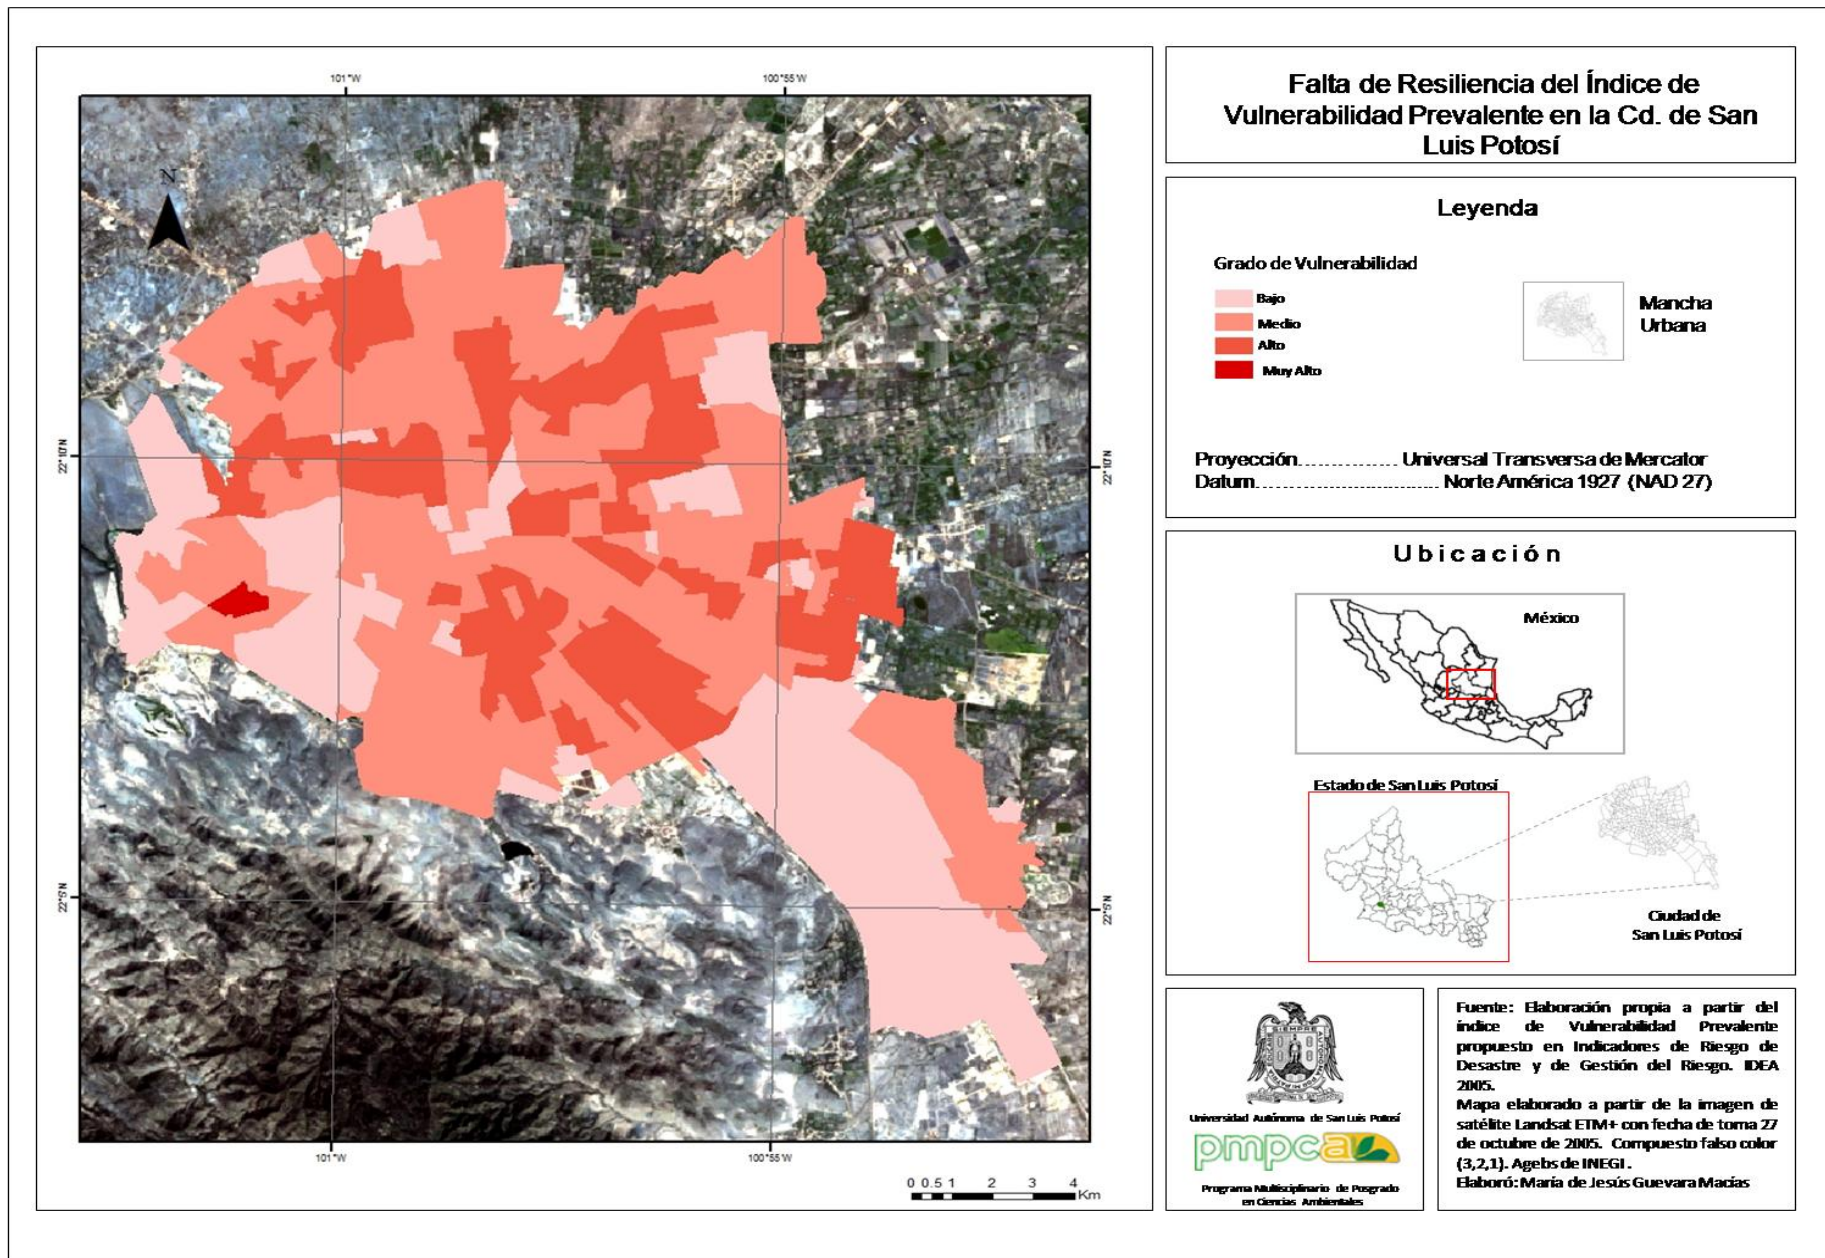 101°W
100°55'W
N
22°10'N
22°10'N
22°5'N
22°5'N
101°W
100°55'W
0 0.5 1 2 3 4
Km
Falta de Resiliencia del Índice de
Vulnerabilidad Prevalente en la Cd. de San
Luis Potosí
Leyenda
Grado de Vulnerabilidad
Bajo
Medio
Alto
Muy Alto
Mancha
Urbana
Proyección.............. Universal Transversa de Mercator
Datum.............................. Norte América 1927 (NAD 27)
Ubicación
México
Estado de San Luis Potosí
Ciudad de
San Luis Potosí
SIEMPRE
Universidad Autónoma de San Luis Potosí
pmpca
Programa Multisciplinario de Posgrado
en Ciencias Ambientales
Fuente: Elaboración propia a partir del
índice de Vulnerabilidad Prevalente
propuesto en Indicadores de Riesgo de
Desastre y de Gestión del Riesgo. IDEA
2005.
Mapa elaborado a partir de la imagen de
satélite Landsat ETM+ con fecha de toma 27
de octubre de 2005. Compuesto falso color
(3,2,1). Agebs de INEGI.
Elaboró: María de Jesús Guevara Macías